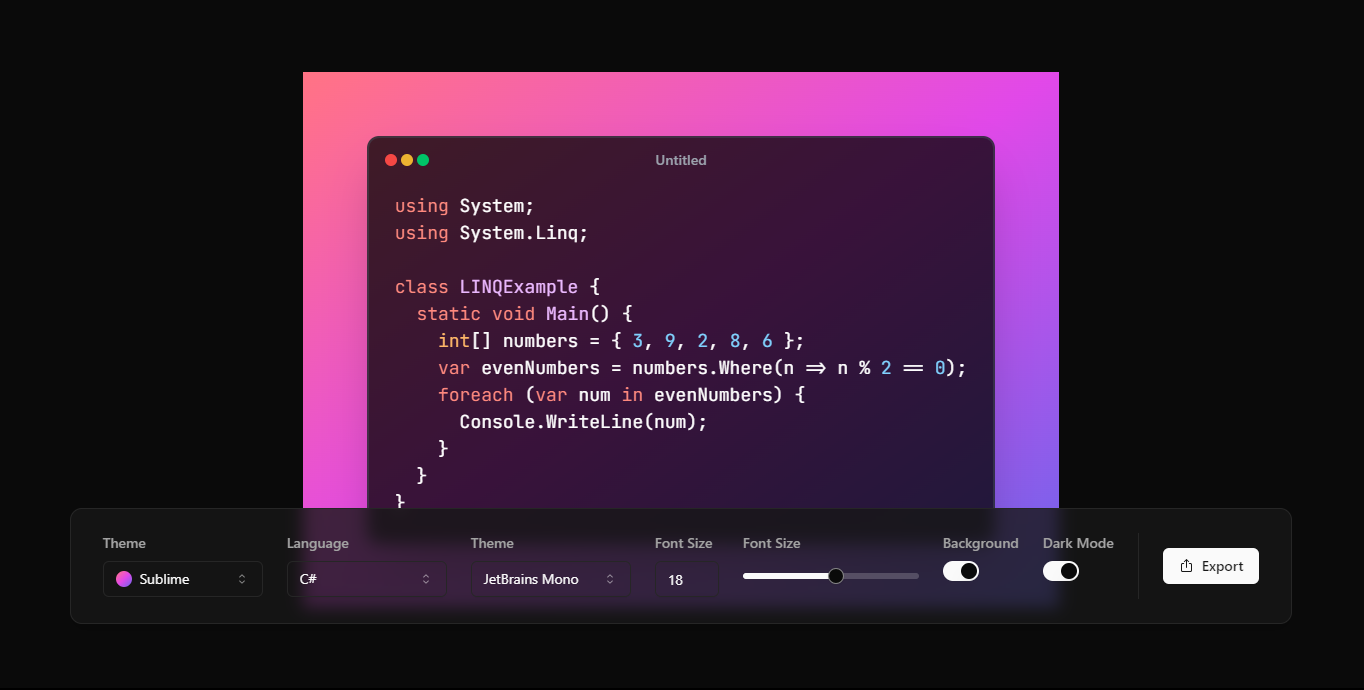 Untitled
using System;
using System.Linq;

class LINQExample {
  static void Main() {
    int[] numbers = { 3, 9, 2, 8, 6 };
    var evenNumbers = numbers.Where(n => n % 2 == 0);
    foreach (var num in evenNumbers) {
      Console.WriteLine(num);
    }
  }
}
Theme Language Theme Font Size Font Size Background Dark Mode
Sublime C# JetBrains Mono 18 Export